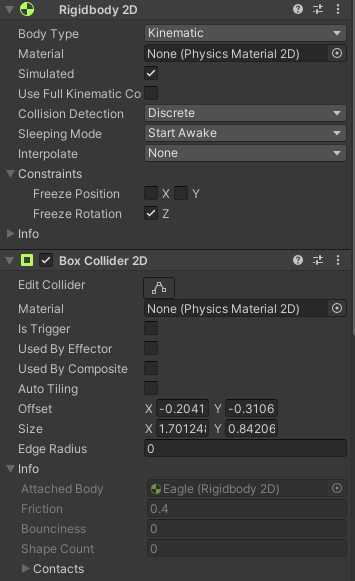 Rigidbody 2D
Body Type Kinematic
Material None (Physics Material 2D)
Simulated
Use Full Kinematic Co
Collision Detection Discrete
Sleeping Mode Start Awake
Interpolate None
Constraints
Freeze Position X Y
Freeze Rotation Z
Info
Box Collider 2D
Edit Collider
Material None (Physics Material 2D)
Is Trigger
Used By Effector
Used By Composite
Auto Tiling
Offset X -0.2041 Y -0.3106
Size X 1.70124 Y 0.84206
Edge Radius 0
Info
Attached Body Eagle (Rigidbody 2D)
Friction 0.4
Bounciness 0
Shape Count 0
Contacts